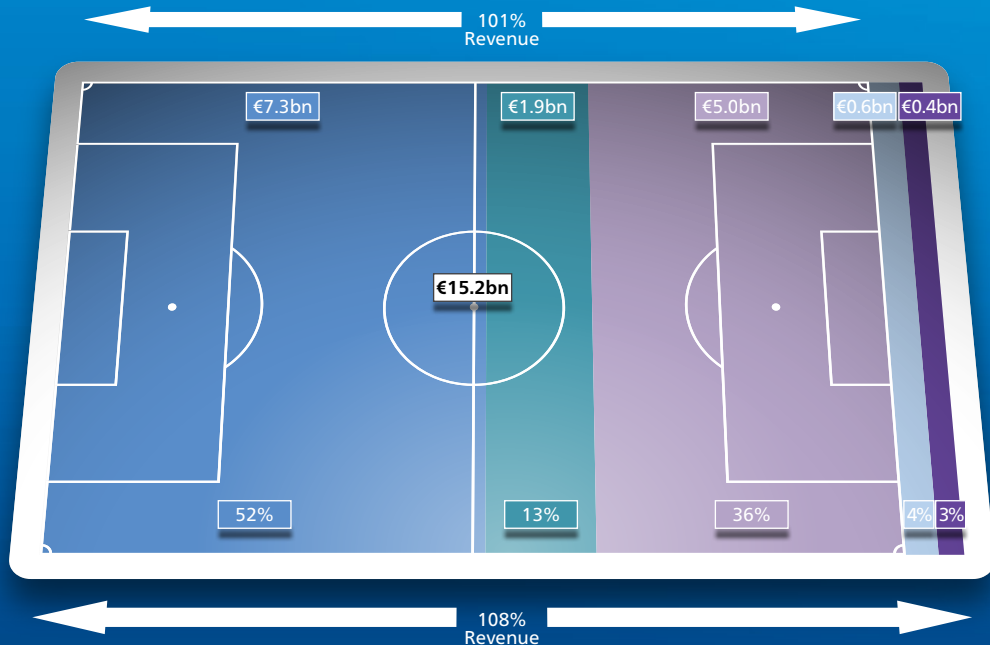 101%
Revenue
€7.3bn
€1.9bn
€5.0bn
€0.6bn
€0.4bn
€15.2bn
52%
13%
36%
4%
3%
108%
Revenue